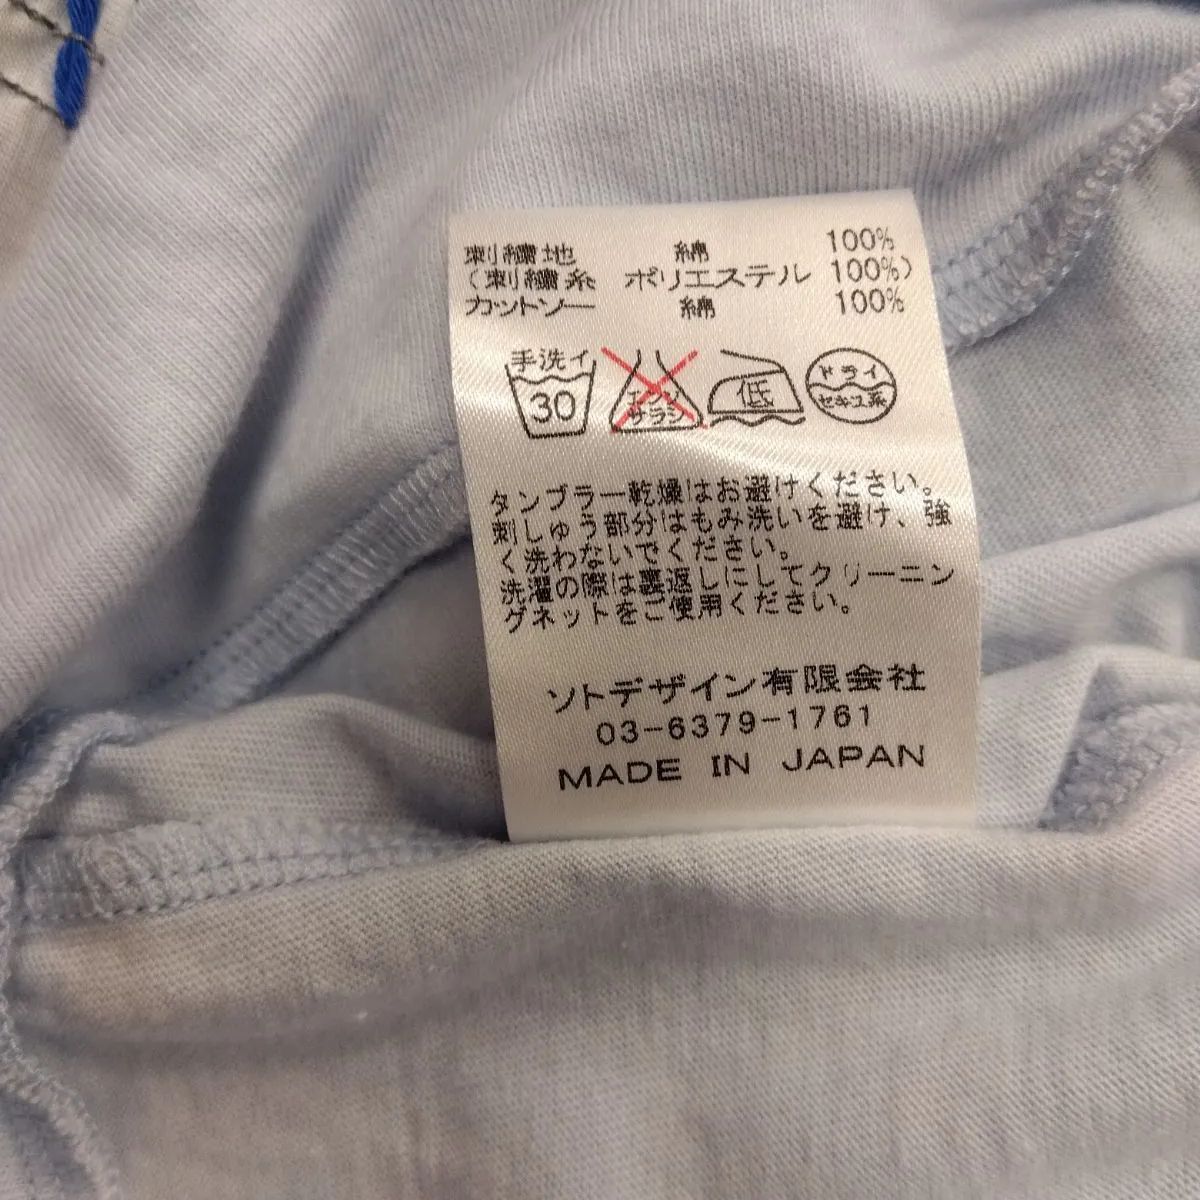 刺繍地 綿 100%
(刺繍糸 ポリエステル 100%)
カットソー 綿 100%
手洗イ
30
エンソ
サラシ
低
ドライ
セキユ系
タンブラー乾燥はお避けください。
刺しゅう部分はもみ洗いを避け、強
く洗わないでください。
洗濯の際は裏返しにしてクリーニン
グネットをご使用ください。
ソトデザイン有限会社
03-6379-1761
MADE IN JAPAN